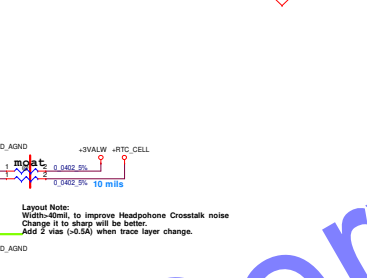 D_AGND
+3VALW +RTC_CELL
moat
1 2 0_0402_5%
1 2 0_0402_5% 10 mils
Layout Note:
Width>40mil, to improve Headpohone Crosstalk noise
Change it to sharp will be better.
Add 2 vias (>0.5A) when trace layer change.
D_AGND